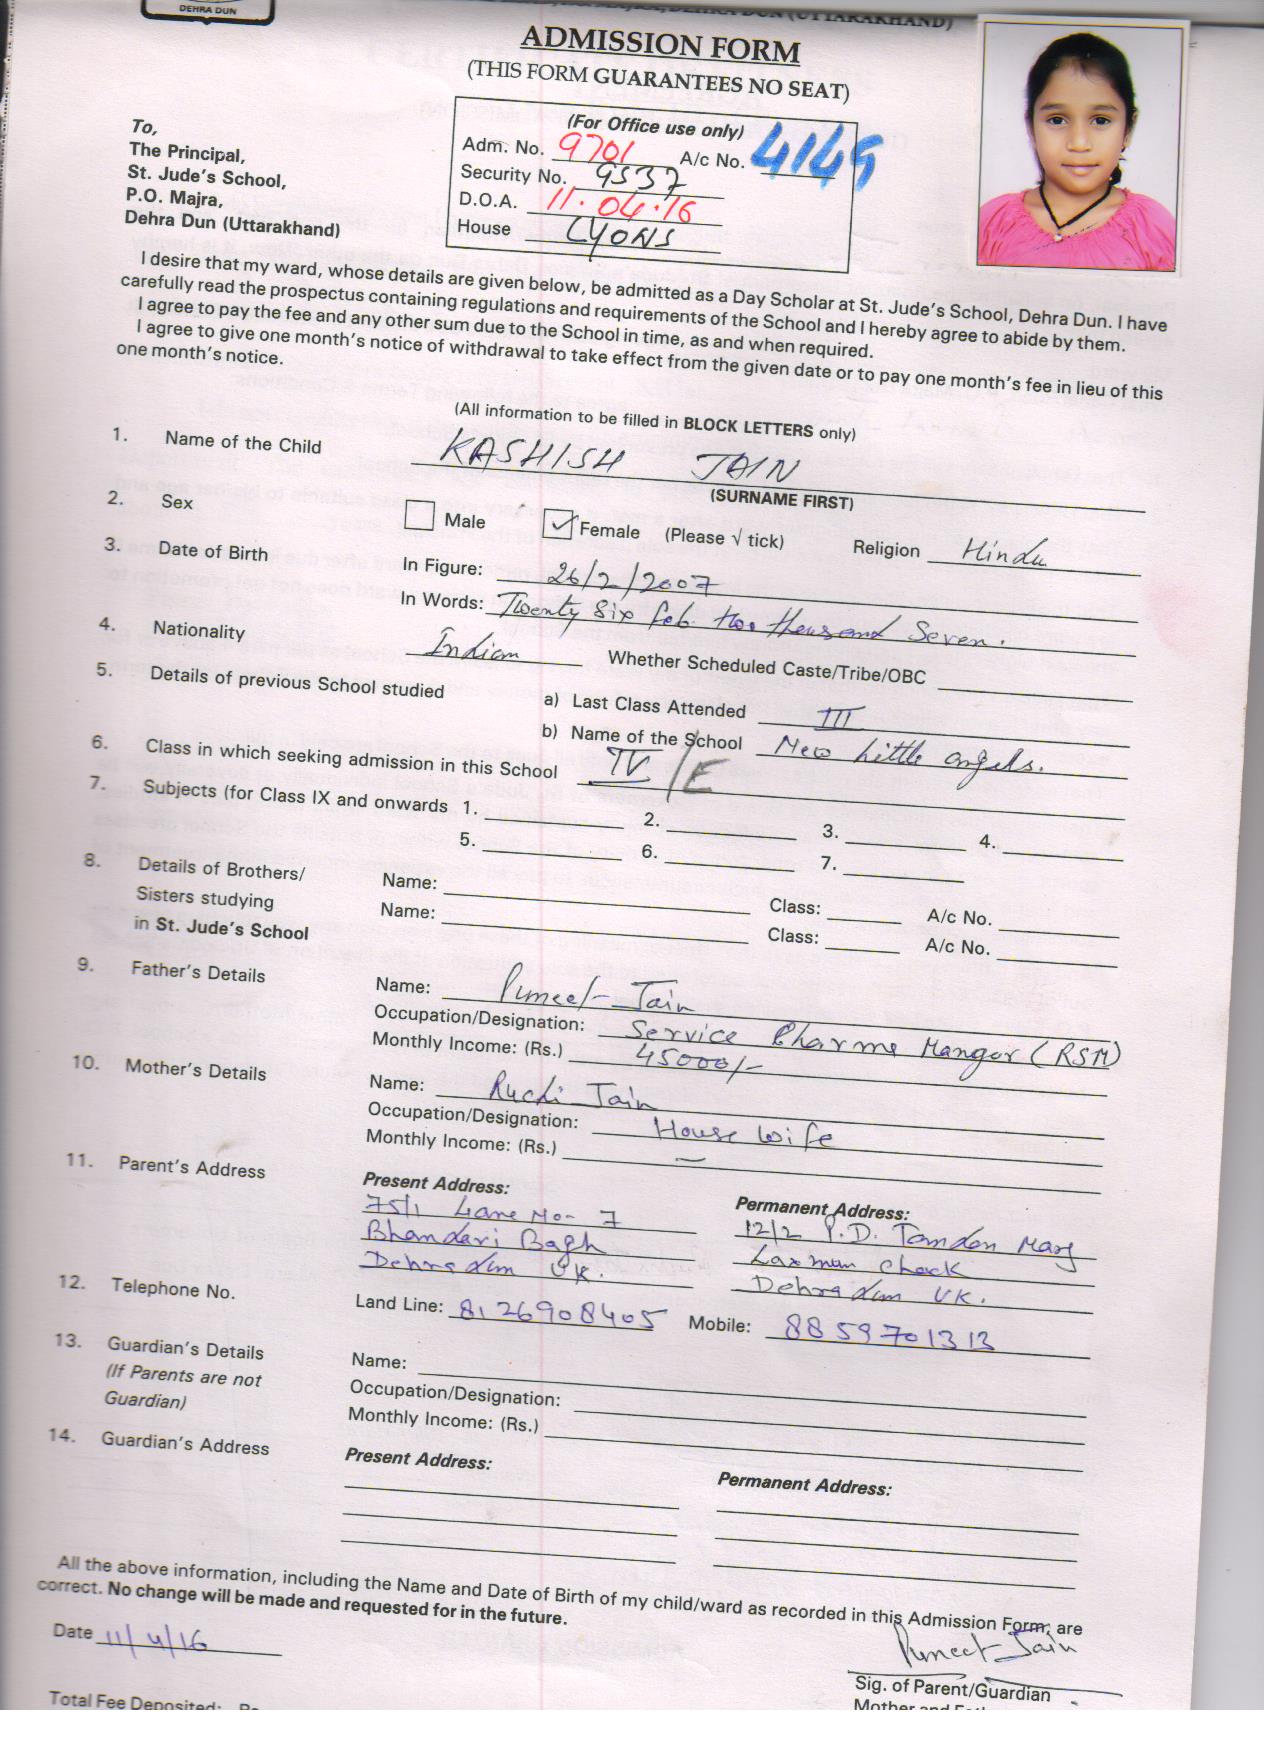 DEHRA DUN
DEHRA DUN (UTTARAKHAND)
ADMISSION FORM
(THIS FORM GUARANTEES NO SEAT)
(For Office use only)
Adm. No. 9701 A/c No. 4149
Security No. 9537
D.O.A. 11.04.16
House LYONS
To,
The Principal,
St. Jude's School,
P.O. Majra,
Dehra Dun (Uttarakhand)
I desire that my ward, whose details are given below, be admitted as a Day Scholar at St. Jude's School, Dehra Dun. I have
carefully read the prospectus containing regulations and requirements of the School and I hereby agree to abide by them.
I agree to pay the fee and any other sum due to the School in time, as and when required.
I agree to give one month's notice of withdrawal to take effect from the given date or to pay one month's fee in lieu of this
one month's notice.
(All information to be filled in BLOCK LETTERS only)
1. Name of the Child KASHISH JAIN
(SURNAME FIRST)
2. Sex Male Female (Please √ tick) Religion Hindu
3. Date of Birth In Figure: 26/2/2007
In Words: Twenty Six feb. two thousand Seven.
4. Nationality Indian Whether Scheduled Caste/Tribe/OBC
5. Details of previous School studied a) Last Class Attended III
b) Name of the School New Little angels.
6. Class in which seeking admission in this School IV/E
7. Subjects (for Class IX and onwards 1. 2. 3. 4.
5. 6. 7.
8. Details of Brothers/
Sisters studying
in St. Jude's School
Name: Class: A/c No.
Name: Class: A/c No.
9. Father's Details Name: Puneet Jain
Occupation/Designation: Service Pharma Manger (RSM)
Monthly Income: (Rs.) 45000/-
10. Mother's Details Name: Ruchi Jain
Occupation/Designation: House wife
Monthly Income: (Rs.) —
11. Parent's Address
Present Address:
75/1 Lane No- 7
Bhandari Bagh
Dehradun UK.
Permanent Address:
12/2 P.D. Tandon Marg
Laxman Chock
Dehradun UK.
12. Telephone No. Land Line: 8126908405 Mobile: 8859701313
13. Guardian's Details
(If Parents are not
Guardian)
Name:
Occupation/Designation:
Monthly Income: (Rs.)
14. Guardian's Address Present Address: Permanent Address:
All the above information, including the Name and Date of Birth of my child/ward as recorded in this Admission Form, are
correct. No change will be made and requested for in the future.
Date 11/4/16
Puneet Jain
Sig. of Parent/Guardian
Total Fee Deposited: